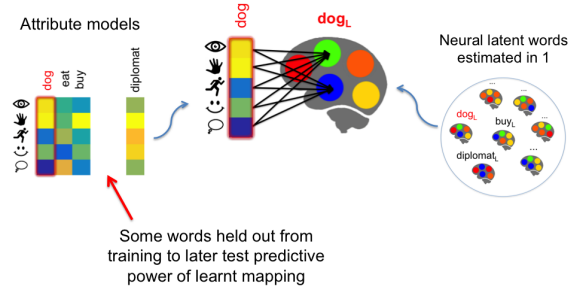 Attribute models
dog
eat
buy
diplomat
dog
dogL
Neural latent words
estimated in 1
...
...
dogL
buyL
...
...
diplomatL
Some words held out from
training to later test predictive
power of learnt mapping